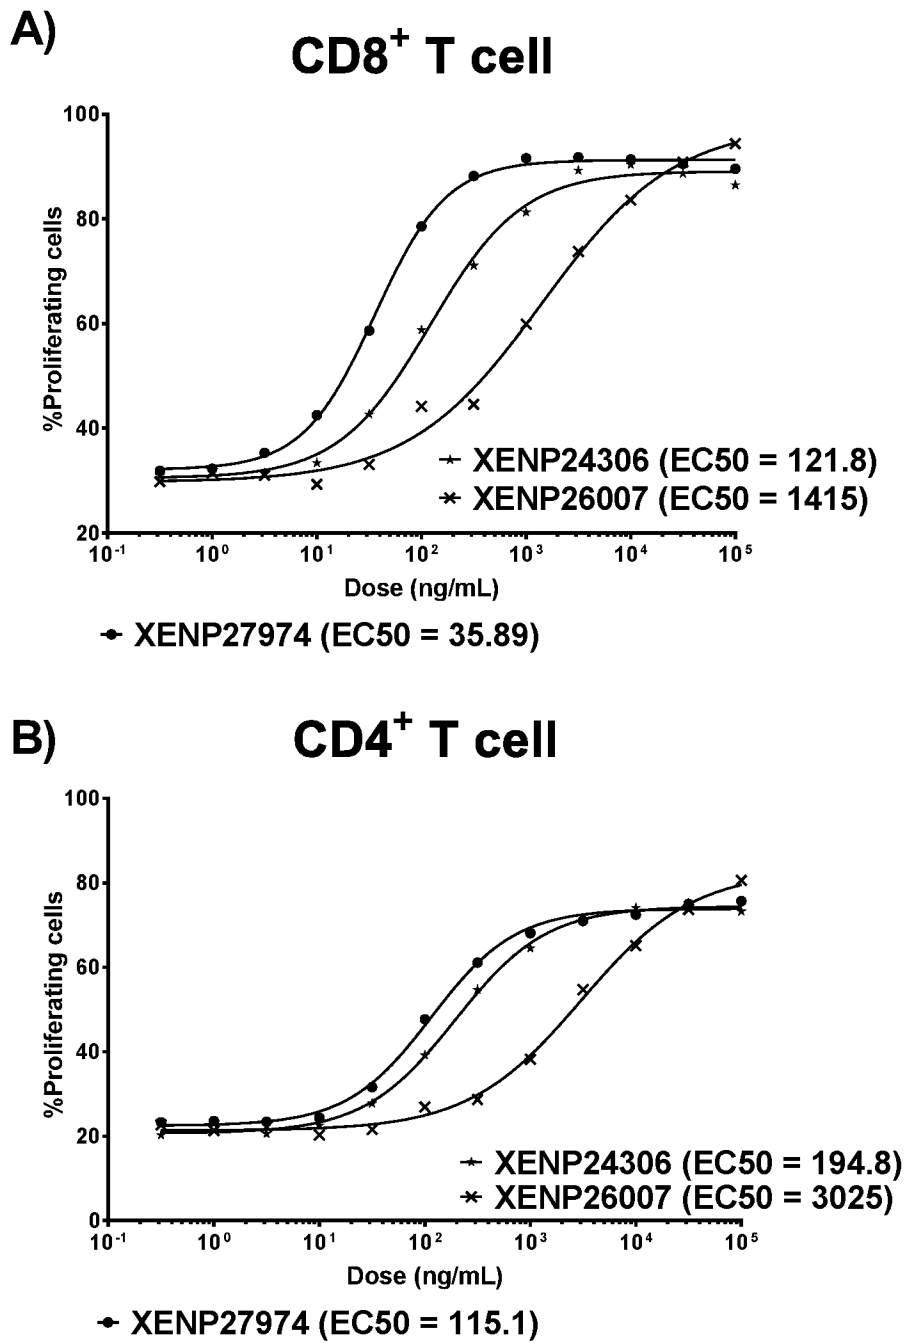 A)
CD8⁺ T cell
100
80
60
40
20
%Proliferating cells
XENP24306 (EC50 = 121.8)
XENP26007 (EC50 = 1415)
10⁻¹ 10⁰ 10¹ 10² 10³ 10⁴ 10⁵
Dose (ng/mL)
XENP27974 (EC50 = 35.89)
B)
CD4⁺ T cell
100
80
60
40
20
0
%Proliferating cells
XENP24306 (EC50 = 194.8)
XENP26007 (EC50 = 3025)
10⁻¹ 10⁰ 10¹ 10² 10³ 10⁴ 10⁵
Dose (ng/mL)
XENP27974 (EC50 = 115.1)